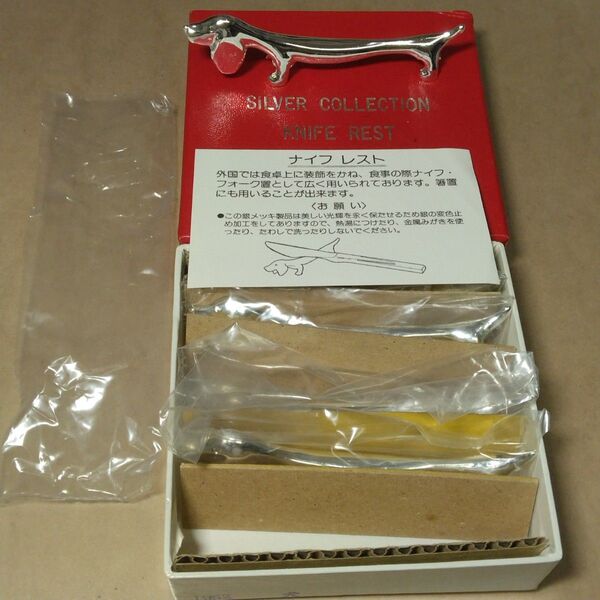 SILVER COLLECTION
KNIFE REST
ナイフ レスト
外国では食卓上に装飾をかね、食事の際ナイフ・
フォーク置として広く用いられております。箸置
にも用いることが出来ます。
〈お願い〉
●この銀メッキ製品は美しい光輝を永く保たせるため銀の変色止
め加工をしてありますので、熱湯につけたり、金属みがきを使
ったり、たわしで洗ったりしないでください。